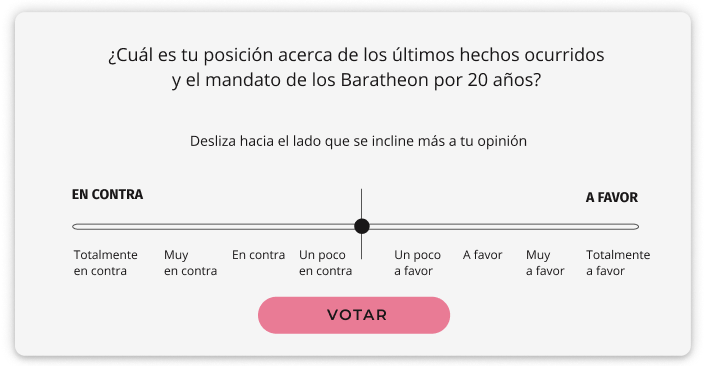 ¿Cuál es tu posición acerca de los últimos hechos ocurridos
y el mandato de los Baratheon por 20 años?
Desliza hacia el lado que se incline más a tu opinión
EN CONTRA
A FAVOR
Totalmente
en contra
Muy
en contra
En contra
Un poco
en contra
Un poco
a favor
A favor
Muy
a favor
Totalmente
a favor
VOTAR